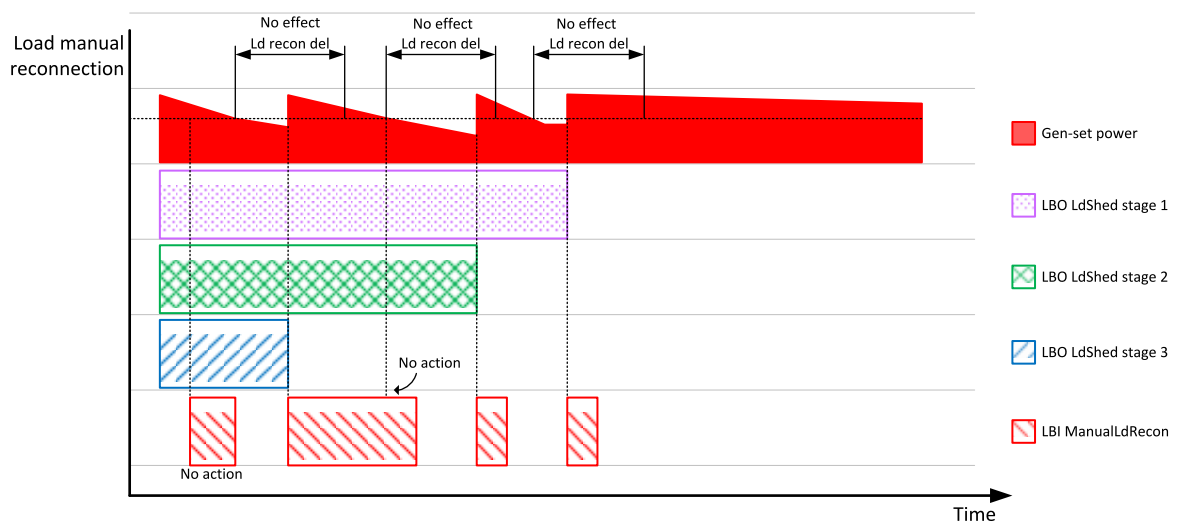 No effect
Ld recon del
No effect
Ld recon del
No effect
Ld recon del
Load manual
reconnection
Gen-set power
LBO LdShed stage 1
LBO LdShed stage 2
LBO LdShed stage 3
No action
LBI ManualLdRecon
No action
Time